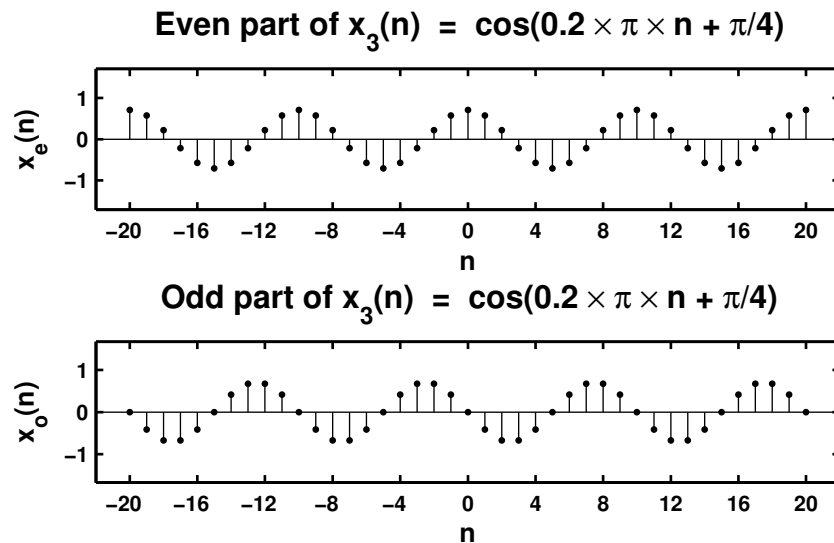 Even part of x₃(n) = cos(0.2 × π × n + π/4)
x_e(n)
1
0
−1
−20 −16 −12 −8 −4 0 4 8 12 16 20
n
Odd part of x₃(n) = cos(0.2 × π × n + π/4)
x_o(n)
1
0
−1
−20 −16 −12 −8 −4 0 4 8 12 16 20
n